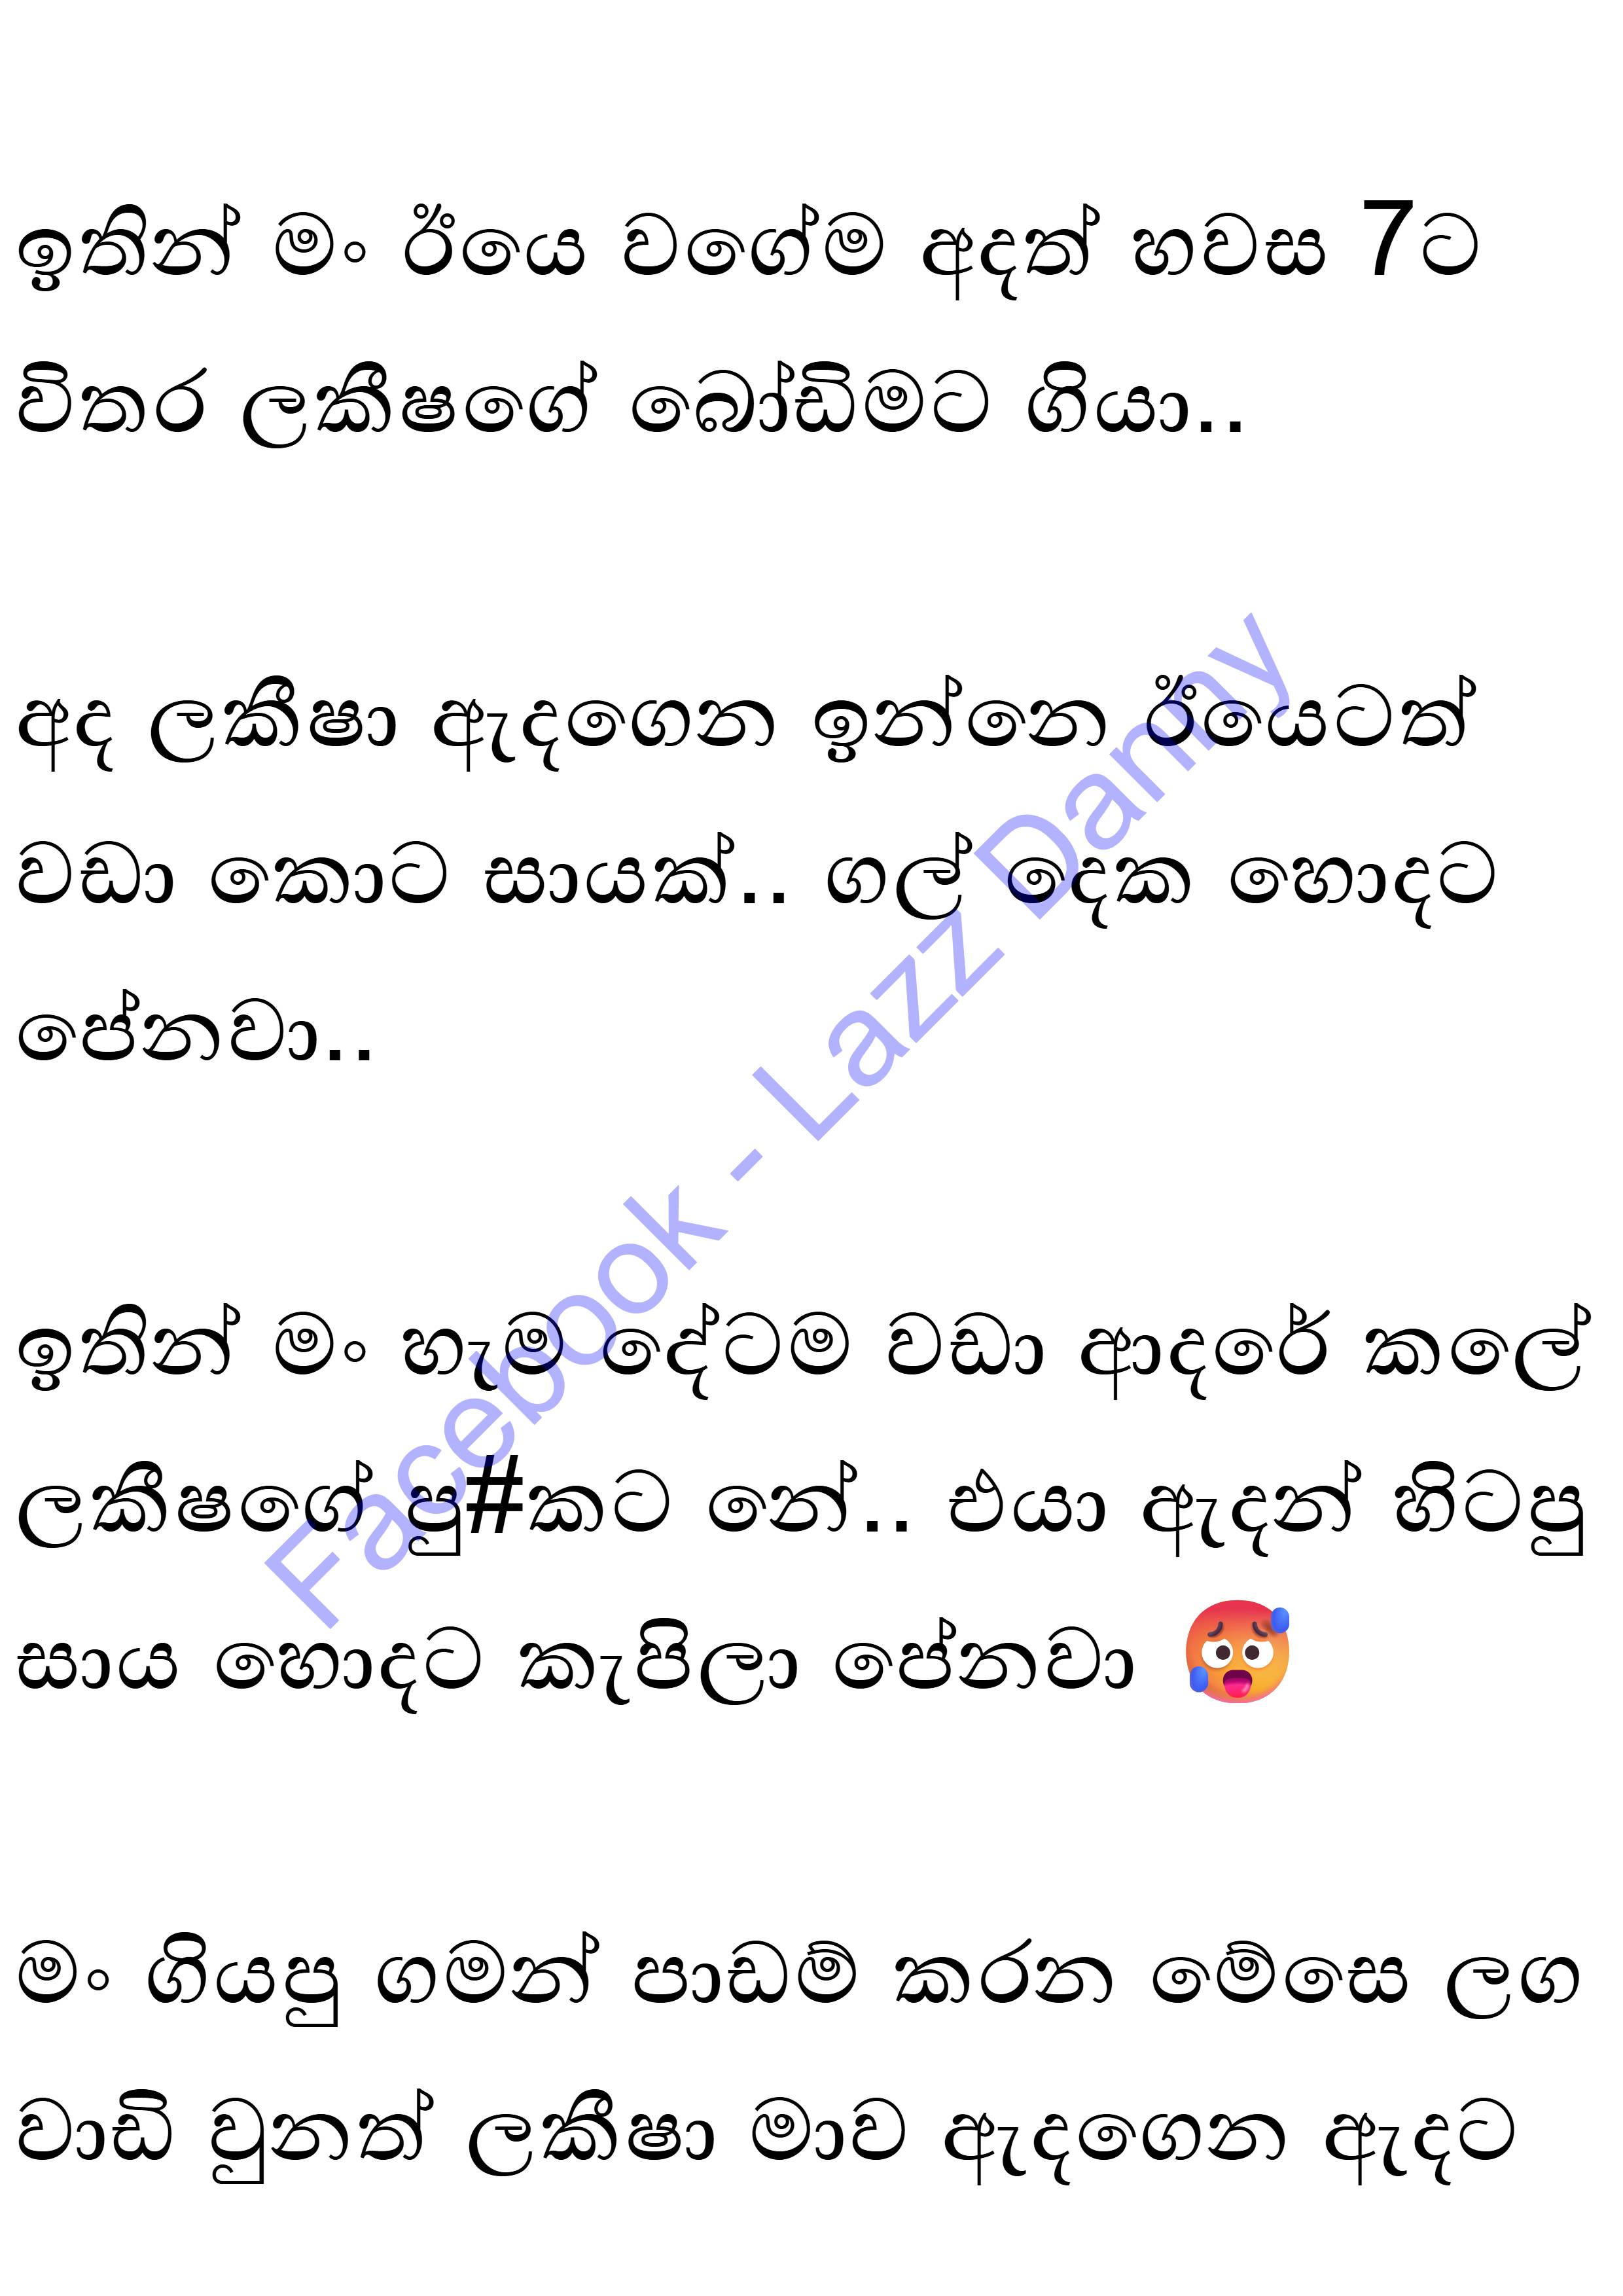 ඉතින් මං ඊයෙ වගේම අදත් හවස 7ට
විතර ලකීෂගේ බෝඩිමට ගියා..
අද ලකීෂා ඇදගෙන ඉන්නෙ ඊයෙටත්
වඩා කොට සායක්.. ගල් දෙක හොදට
පේනවා..
ඉතින් මං හැම දේටම වඩා ආදරේ කලේ
ලකීෂගේ පු#කට නේ.. එයා ඇදන් හිටපු
සාය හොදට කැපිලා පේනවා 🥵
මං ගියපු ගමන් පාඩම් කරන මේසෙ ලග
වාඩි වුනත් ලකීෂා මාව ඇදගෙන ඇදට
Facebook - Lazz Danny